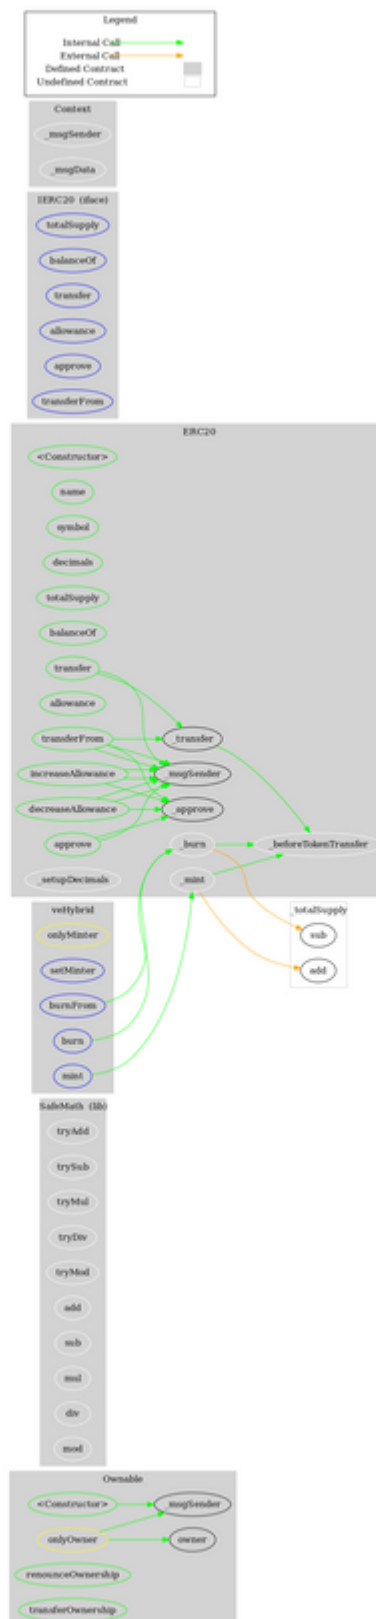 Legend
Internal Call
External Call
Defined Contract
Undefined Contract
Context
_msgSender
_msgData
IERC20 (iface)
totalSupply
balanceOf
transfer
allowance
approve
transferFrom
ERC20
<Constructor>
name
symbol
decimals
totalSupply
balanceOf
transfer
allowance
transferFrom
_transfer
increaseAllowance
_msgSender
decreaseAllowance
_approve
approve
_burn
_beforeTokenTransfer
_setupDecimals
_mint
veHybrid
_totalSupply
onlyMinter
sub
setMinter
add
burnFrom
burn
mint
SafeMath (lib)
tryAdd
trySub
tryMul
tryDiv
tryMod
add
sub
mul
div
mod
Ownable
<Constructor>
_msgSender
onlyOwner
owner
renounceOwnership
transferOwnership